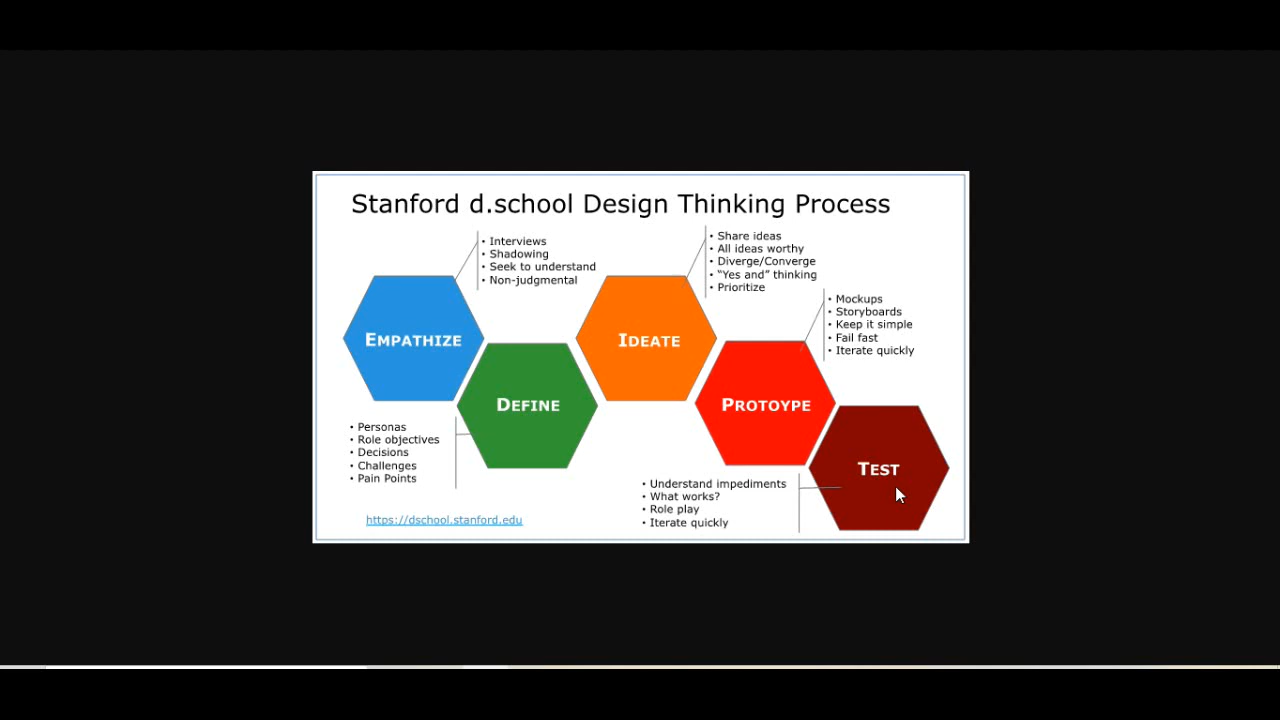 Stanford d.school Design Thinking Process
• Interviews
• Shadowing
• Seek to understand
• Non-judgmental
• Share ideas
• All ideas worthy
• Diverge/Converge
• “Yes and” thinking
• Prioritize
• Mockups
• Storyboards
• Keep it simple
• Fail fast
• Iterate quickly
EMPATHIZE
DEFINE
IDEATE
PROTOYPE
TEST
• Personas
• Role objectives
• Decisions
• Challenges
• Pain Points
• Understand impediments
• What works?
• Role play
• Iterate quickly
https://dschool.stanford.edu